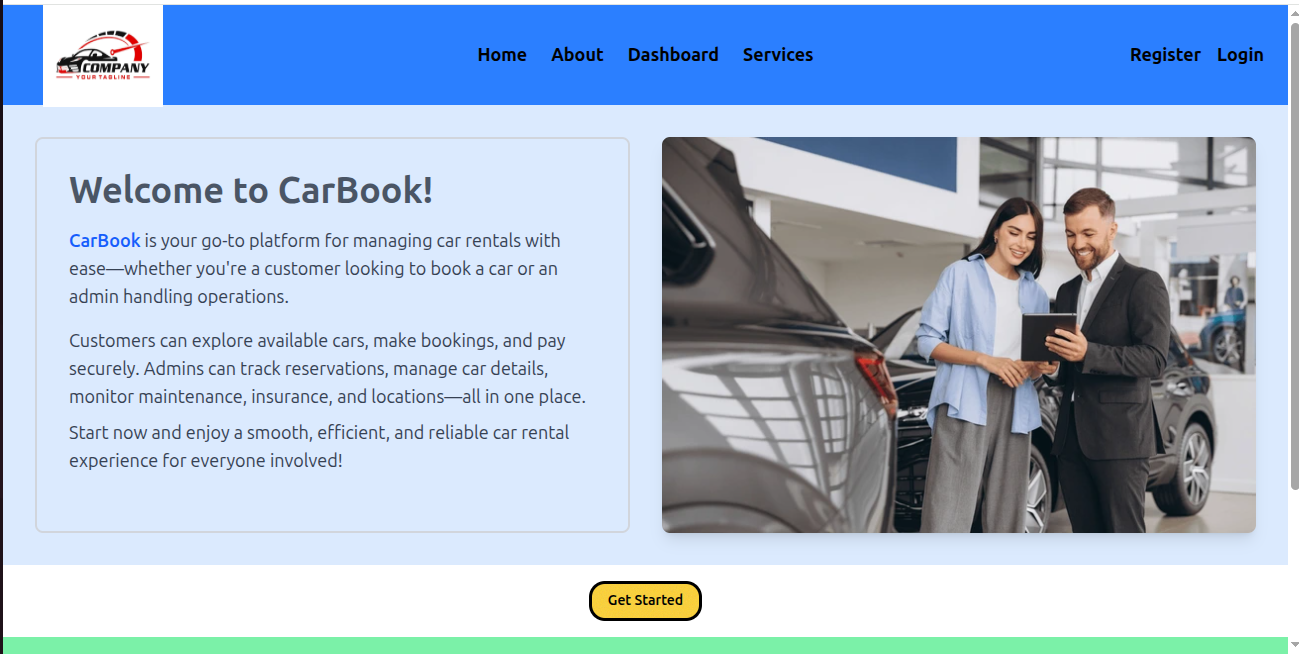 COMPANY
YOUR TAGLINE
Home About Dashboard Services
Register Login
Welcome to CarBook!
CarBook is your go-to platform for managing car rentals with
ease—whether you're a customer looking to book a car or an
admin handling operations.
Customers can explore available cars, make bookings, and pay
securely. Admins can track reservations, manage car details,
monitor maintenance, insurance, and locations—all in one place.
Start now and enjoy a smooth, efficient, and reliable car rental
experience for everyone involved!
Get Started